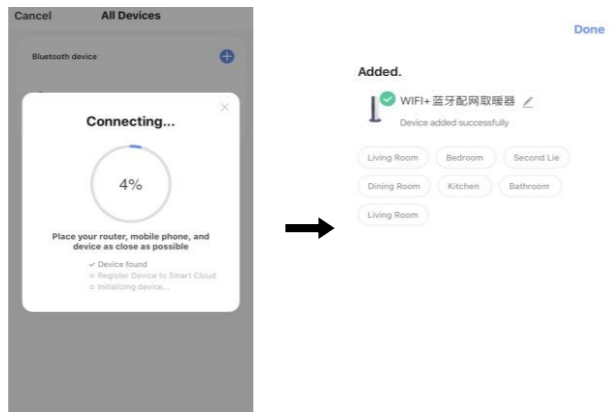 Cancel All Devices
Bluetooth device
Connecting...
4%
Place your router, mobile phone, and
device as close as possible
Device found
Register Device to Smart Cloud
Initializing device...
Done
Added.
WIFI+蓝牙配网取暖器
Device added successfully
Living Room Bedroom Second Lie
Dining Room Kitchen Bathroom
Living Room